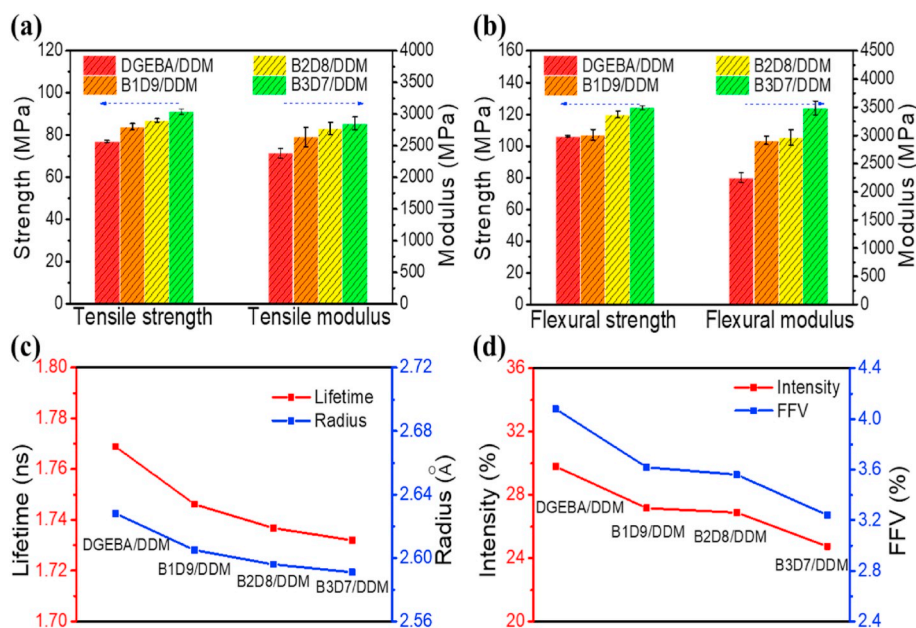 (a)
DGEBA/DDM
B1D9/DDM
B2D8/DDM
B3D7/DDM
Strength (MPa)
120
100
80
60
40
20
0
Modulus (MPa)
4000
3500
3000
2500
2000
1500
1000
500
0
Tensile strength
Tensile modulus
(b)
DGEBA/DDM
B1D9/DDM
B2D8/DDM
B3D7/DDM
Strength (MPa)
160
140
120
100
80
60
40
20
0
Modulus (MPa)
4500
4000
3500
3000
2500
2000
1500
1000
500
0
Flexural strength
Flexural modulus
(c)
Lifetime
Radius
Lifetime (ns)
1.80
1.78
1.76
1.74
1.72
1.70
Radius (Å)
2.72
2.68
2.64
2.60
2.56
DGEBA/DDM
B1D9/DDM
B2D8/DDM
B3D7/DDM
(d)
Intensity
FFV
Intensity (%)
36
32
28
24
20
FFV (%)
4.4
4.0
3.6
3.2
2.8
2.4
DGEBA/DDM
B1D9/DDM
B2D8/DDM
B3D7/DDM